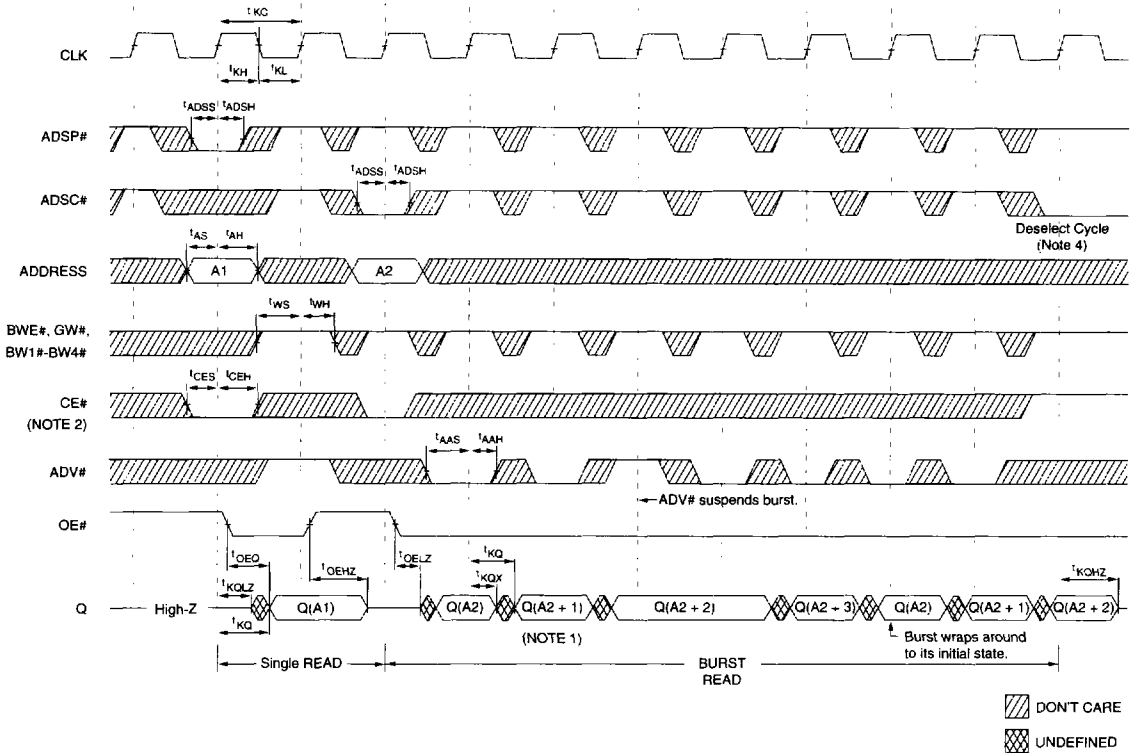 tKC
CLK
tKH
tKL
tADSS
tADSH
ADSP#
tADSS
tADSH
ADSC#
Deselect Cycle
(Note 4)
tAS
tAH
ADDRESS
A1
A2
tWS
tWH
BWE#, GW#,
BW1#-BW4#
tCES
tCEH
CE#
(NOTE 2)
tAAS
tAAH
ADV#
ADV# suspends burst.
OE#
tOEQ
tOEHZ
tOELZ
tKQ
tKQX
tKQLZ
tKQHZ
Q
High-Z
Q(A1)
Q(A2)
Q(A2 + 1)
Q(A2 + 2)
Q(A2 + 3)
Q(A2)
Q(A2 + 1)
Q(A2 + 2)
tKQ
(NOTE 1)
Burst wraps around
to its initial state.
Single READ
BURST
READ
DON'T CARE
UNDEFINED